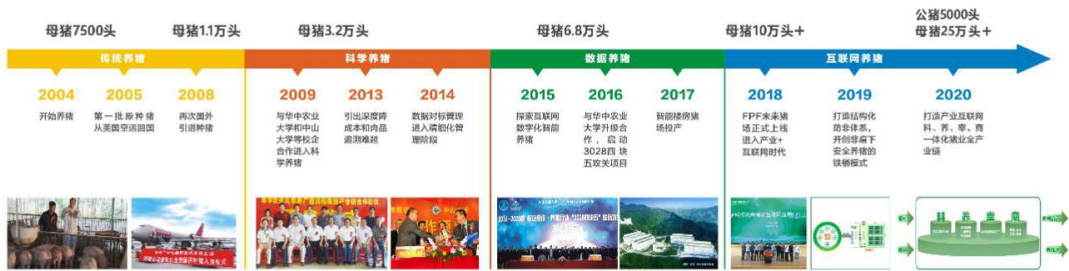 母猪7500头
母猪1.1万头
母猪3.2万头
母猪6.8万头
母猪10万头+
公猪5000头
母猪25万头+
传统养猪
科学养猪
数据养猪
互联网养猪
2004
开始养猪
2005
第一批原种猪
从美国空运回国
2008
再次国外
引进种猪
2009
与华中农业
大学和中山
大学等校企
合作进入科
学养猪
2013
引出深度降
成本和肉品
追溯难题
2014
数据对标管理
进入精细化管
理阶段
2015
探索互联网
数字化智能
养猪
2016
与华中农业
大学升级合
作，启动
3028四块
五攻关项目
2017
智能楼房猪
场投产
2018
FPF未来猪
场正式上线
进入产业+
互联网时代
2019
打造结构化
防非体系，
开创非瘟下
安全养猪的
铁桶模式
2020
打造产业互联网
料、养、宰、商
一体化猪业全产
业链
料 养 宰 商